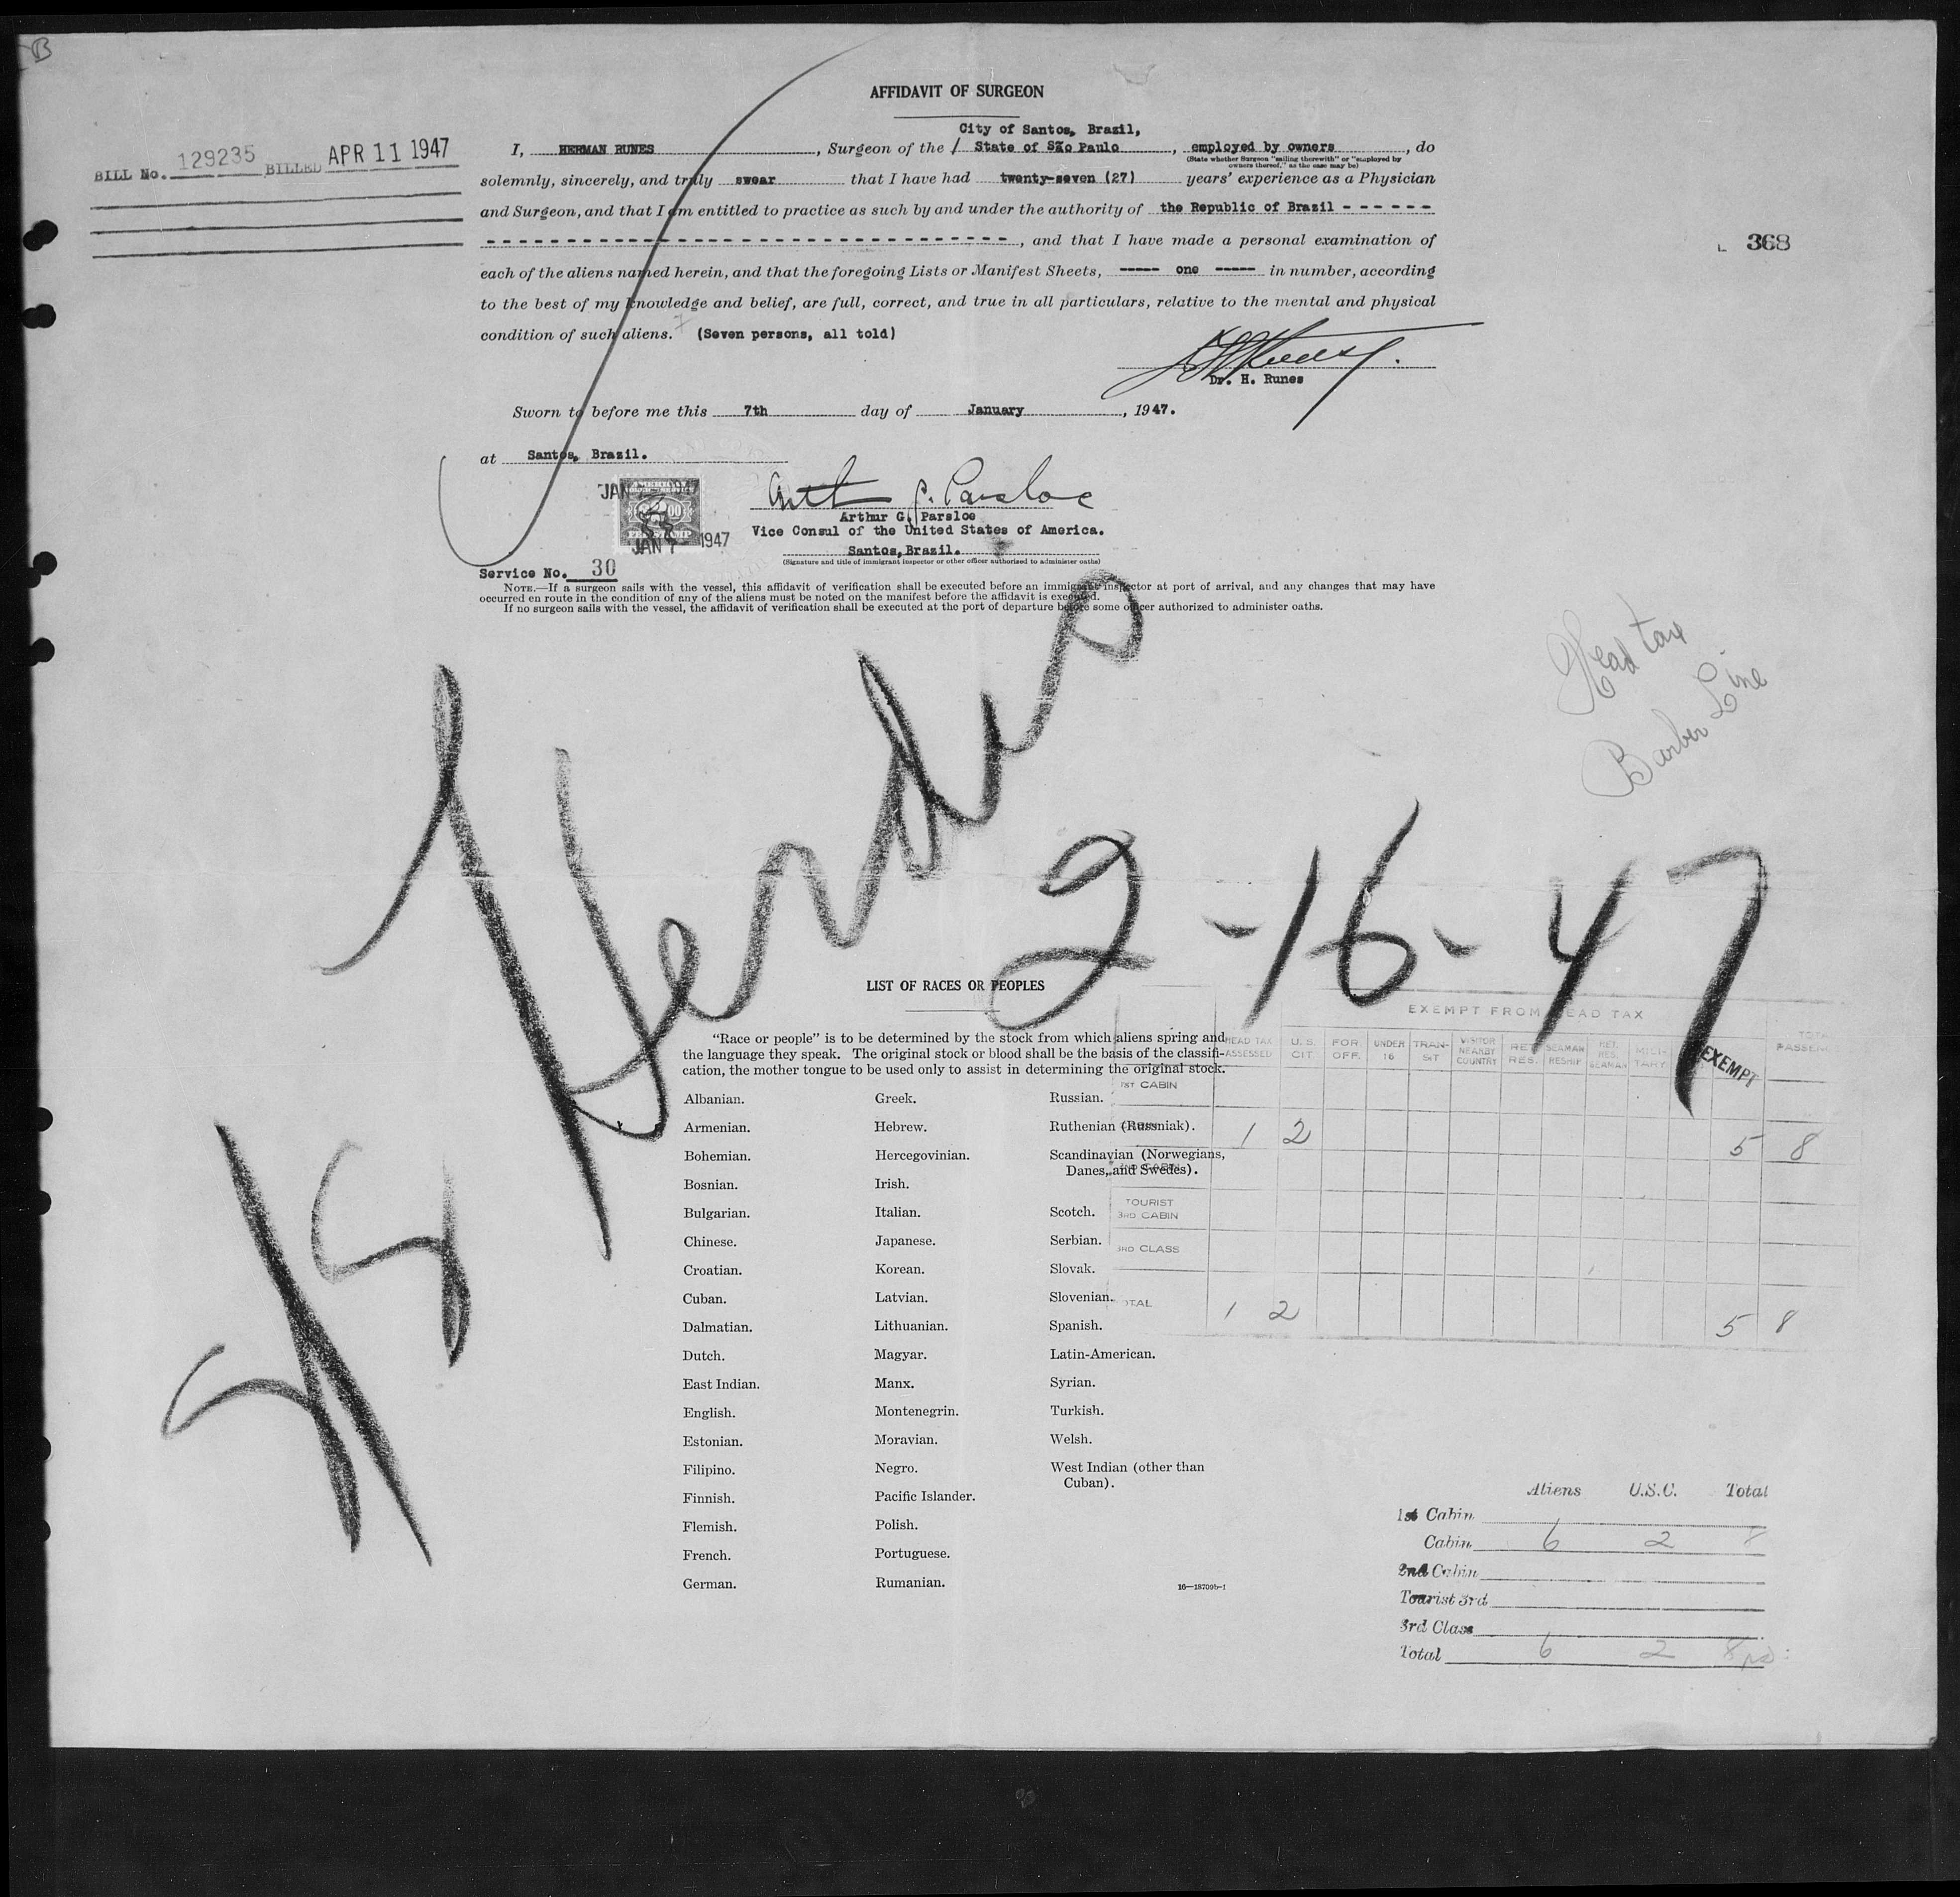 B
AFFIDAVIT OF SURGEON
BILL No. 129235 BILLED APR 11 1947
City of Santos, Brazil,
I, HERMAN RUNES, Surgeon of the / State of São Paulo, employed by owners, do
(State whether Surgeon "sailing therewith" or "employed by
owners thereof," as the case may be)
solemnly, sincerely, and truly swear that I have had twenty-seven (27) years' experience as a Physician
and Surgeon, and that I am entitled to practice as such by and under the authority of the Republic of Brazil - - - - - - -
- - - - - - - - - - - - - - - - - - - - - - - - - - - - - - - - - -, and that I have made a personal examination of
368
each of the aliens named herein, and that the foregoing Lists or Manifest Sheets, ----- one ----- in number, according
to the best of my knowledge and belief, are full, correct, and true in all particulars, relative to the mental and physical
condition of such aliens. 7 (Seven persons, all told)
Dr. H. Runes
Sworn to before me this 7th day of January, 1947.
at Santos, Brazil.
JAN
AMERICAN
JAN 7 1947
Arthur G. Parsloe
Arthur G. Parsloe
Vice Consul of the United States of America.
Santos, Brazil.
(Signature and title of immigrant inspector or other officer authorized to administer oaths)
Service No. 30
NOTE.—If a surgeon sails with the vessel, this affidavit of verification shall be executed before an immigrant inspector at port of arrival, and any changes that may have
occurred en route in the condition of any of the aliens must be noted on the manifest before the affidavit is executed.
If no surgeon sails with the vessel, the affidavit of verification shall be executed at the port of departure before some officer authorized to administer oaths.
Head tax
Barber Line
2-16-47
LIST OF RACES OR PEOPLES
"Race or people" is to be determined by the stock from which aliens spring and
the language they speak. The original stock or blood shall be the basis of the classifi-
cation, the mother tongue to be used only to assist in determining the original stock.
Albanian.
Armenian.
Bohemian.
Bosnian.
Bulgarian.
Chinese.
Croatian.
Cuban.
Dalmatian.
Dutch.
East Indian.
English.
Estonian.
Filipino.
Finnish.
Flemish.
French.
German.
Greek.
Hebrew.
Hercegovinian.
Irish.
Italian.
Japanese.
Korean.
Latvian.
Lithuanian.
Magyar.
Manx.
Montenegrin.
Moravian.
Negro.
Pacific Islander.
Polish.
Portuguese.
Rumanian.
Russian.
Ruthenian (Russniak).
Scandinavian (Norwegians,
Danes, and Swedes).
Scotch.
Serbian.
Slovak.
Slovenian.
Spanish.
Latin-American.
Syrian.
Turkish.
Welsh.
West Indian (other than
Cuban).
16—18700b-1
EXEMPT FROM HEAD TAX
HEAD TAX ASSESSED U.S. CIT. FOR OFF. UNDER 16 TRAN-SIT VISITOR NEARBY COUNTRY RET. RES. SEAMAN RESHIP RET. RES. SEAMAN MILI-TARY EXEMPT
1ST CABIN
1 2 5 8
TOURIST
3RD CABIN
3RD CLASS
TOTAL 1 2 5 8
Aliens U.S.C. Total
1st Cabin
Cabin 6 2 8
2nd Cabin
Tourist 3rd
3rd Class
Total 6 2 8